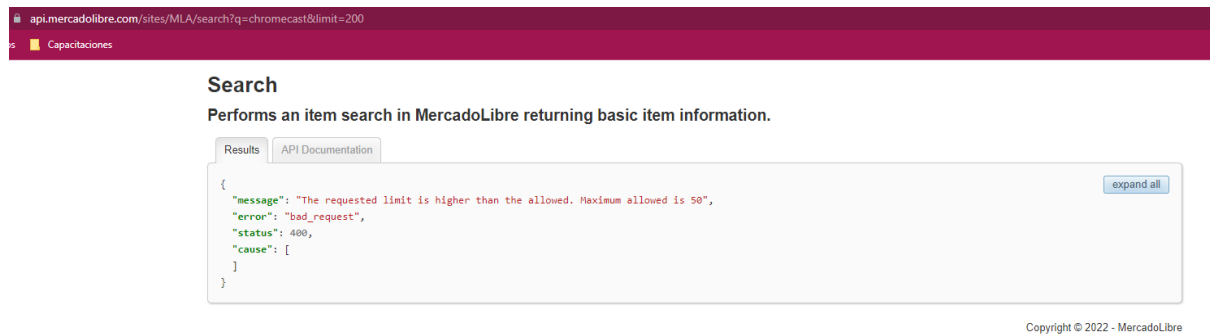 api.mercadolibre.com/sites/MLA/search?q=chromecast&limit=200
os Capacitaciones
Search
Performs an item search in MercadoLibre returning basic item information.
Results API Documentation
expand all
{
"message": "The requested limit is higher than the allowed. Maximum allowed is 50",
"error": "bad_request",
"status": 400,
"cause": [
]
}
Copyright © 2022 - MercadoLibre